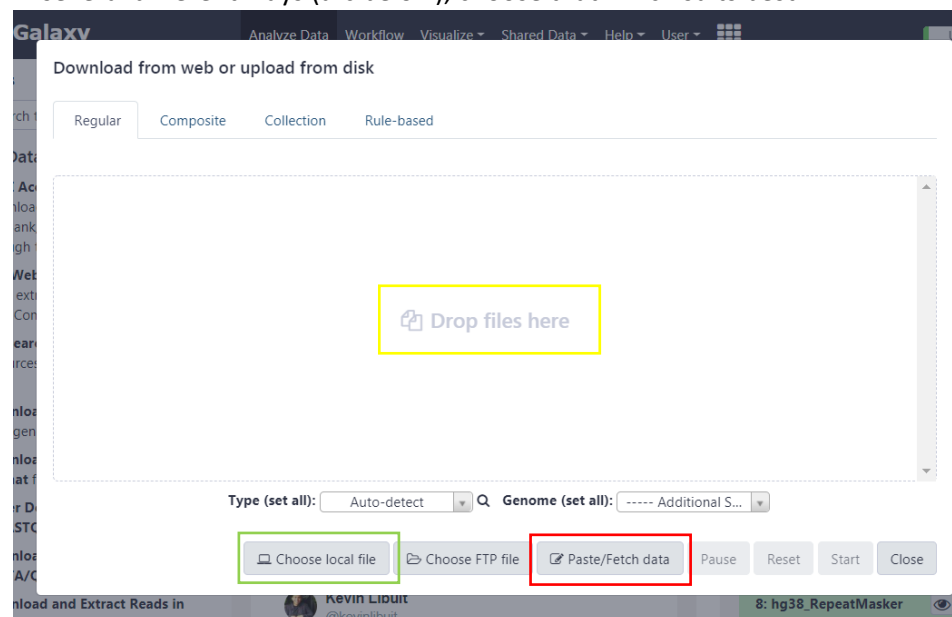 Galaxy Analyze Data Workflow Visualize Shared Data Help User
Download from web or upload from disk
Regular Composite Collection Rule-based
Drop files here
Type (set all): Auto-detect Genome (set all): ----- Additional S...
Choose local file Choose FTP file Paste/Fetch data Pause Reset Start Close
nload and Extract Reads in
Kevin Libuit
@kevinlibuit
8: hg38_RepeatMasker